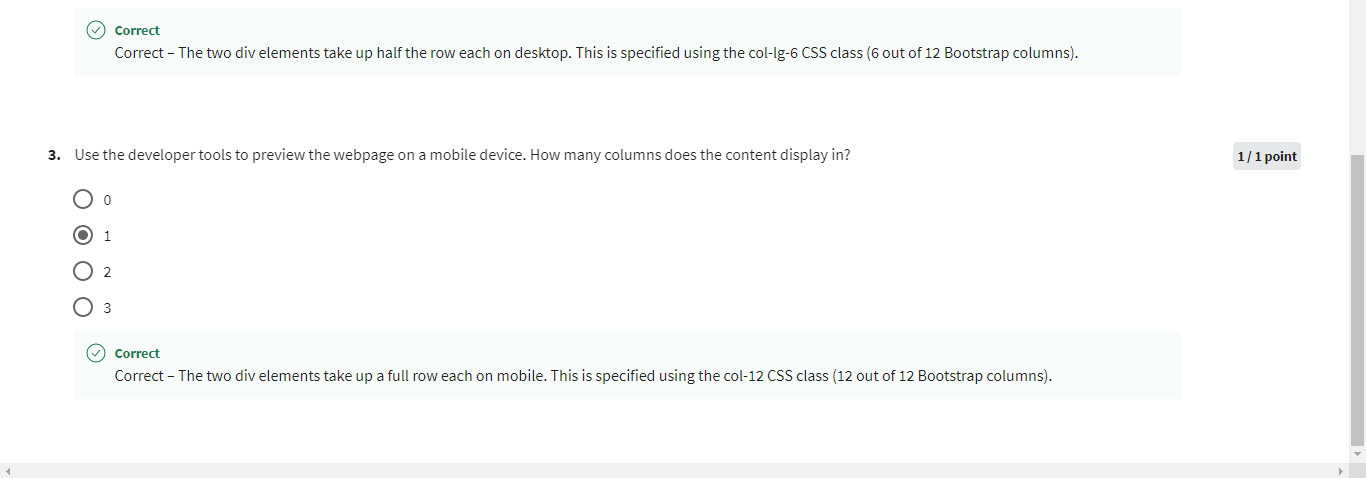 Correct
Correct – The two div elements take up half the row each on desktop. This is specified using the col-lg-6 CSS class (6 out of 12 Bootstrap columns).
3. Use the developer tools to preview the webpage on a mobile device. How many columns does the content display in?
1 / 1 point
0
1
2
3
Correct
Correct – The two div elements take up a full row each on mobile. This is specified using the col-12 CSS class (12 out of 12 Bootstrap columns).